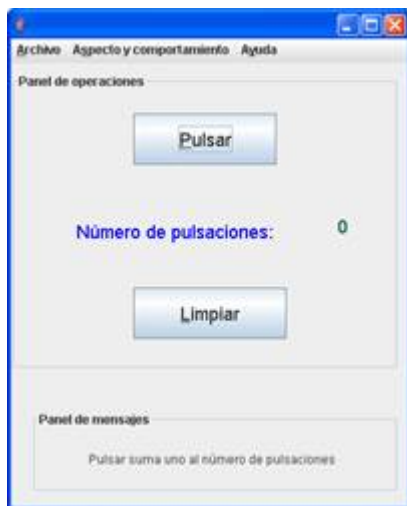 Archivo Aspecto y comportamiento Ayuda
Panel de operaciones
Pulsar
Número de pulsaciones: 0
Limpiar
Panel de mensajes
Pulsar suma uno al número de pulsaciones